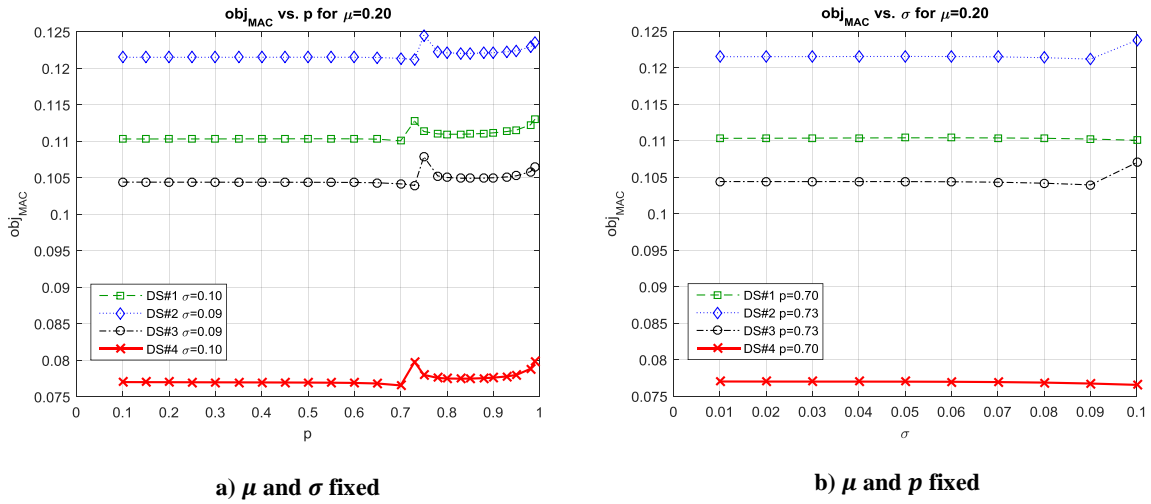 obj_MAC vs. p for μ=0.20
0.125
0.12
0.115
0.11
0.105
0.1
0.095
0.09
0.085
0.08
0.075
obj_MAC
0
0.1
0.2
0.3
0.4
0.5
0.6
0.7
0.8
0.9
1
p
DS#1 σ=0.10
DS#2 σ=0.09
DS#3 σ=0.09
DS#4 σ=0.10
a) μ and σ fixed
obj_MAC vs. σ for μ=0.20
0.125
0.12
0.115
0.11
0.105
0.1
0.095
0.09
0.085
0.08
0.075
obj_MAC
0
0.01
0.02
0.03
0.04
0.05
0.06
0.07
0.08
0.09
0.1
σ
DS#1 p=0.70
DS#2 p=0.73
DS#3 p=0.73
DS#4 p=0.70
b) μ and p fixed